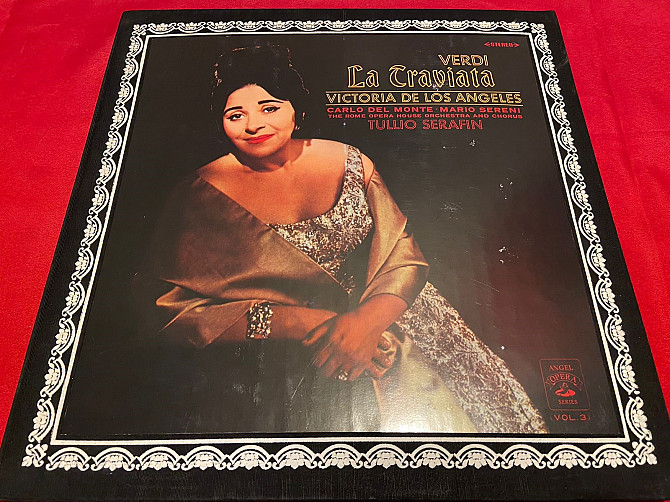 STEREO
VERDI
La Traviata
VICTORIA DE LOS ANGELES
CARLO DEL MONTE · MARIO SERENI
THE ROME OPERA HOUSE ORCHESTRA AND CHORUS
TULLIO SERAFIN
ANGEL
OPERA
SERIES
(VOL. 3)